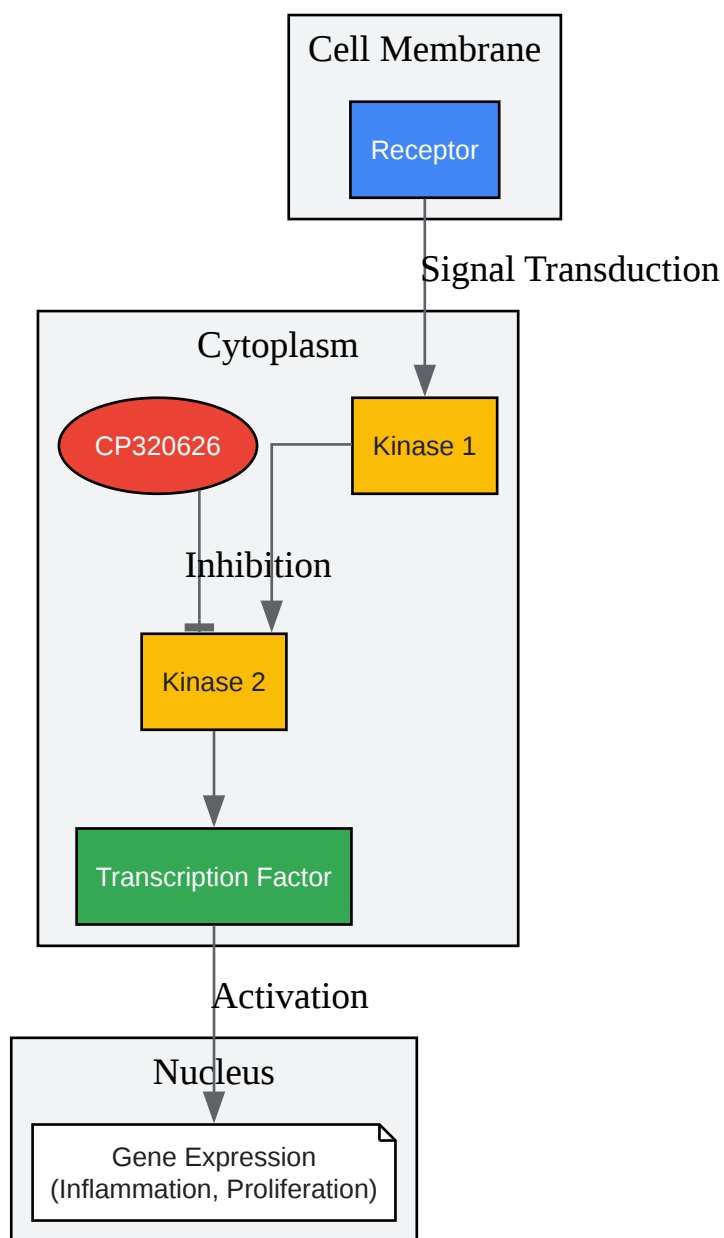 Cell Membrane
Receptor
Signal Transduction
Cytoplasm
CP320626
Kinase 1
Inhibition
Kinase 2
Transcription Factor
Activation
Nucleus
Gene Expression
(Inflammation, Proliferation)